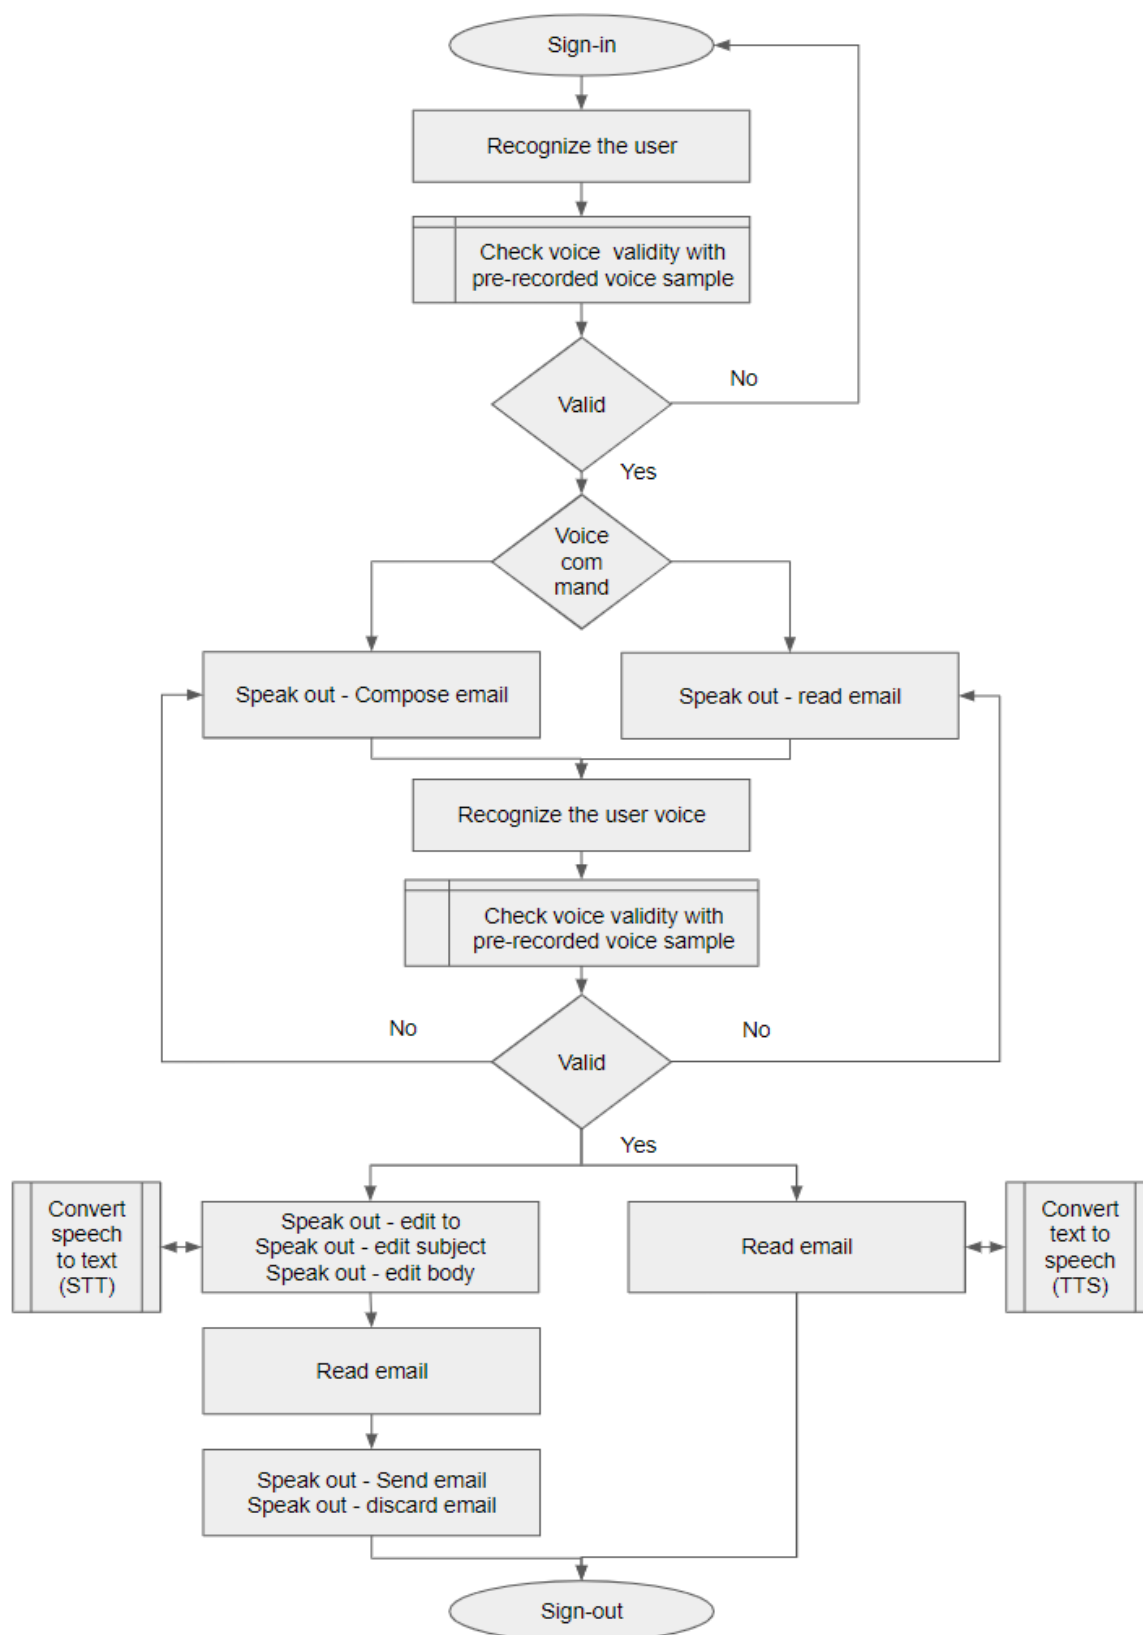 Sign-in
Recognize the user
Check voice validity with
pre-recorded voice sample
Valid
No
Yes
Voice
com
mand
Speak out - Compose email
Speak out - read email
Recognize the user voice
Check voice validity with
pre-recorded voice sample
No
No
Valid
Yes
Convert
speech
to text
(STT)
Speak out - edit to
Speak out - edit subject
Speak out - edit body
Read email
Convert
text to
speech
(TTS)
Read email
Speak out - Send email
Speak out - discard email
Sign-out